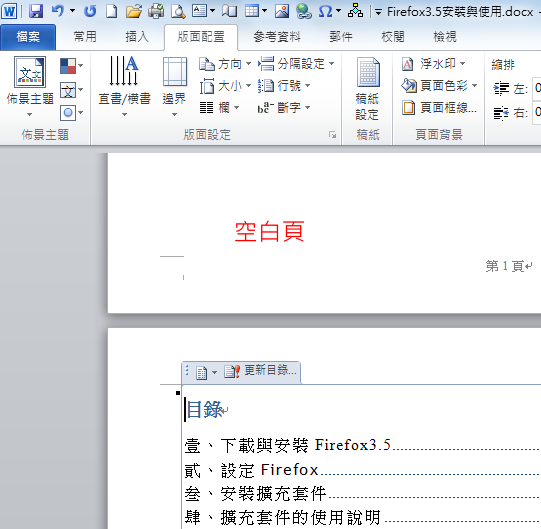 Firefox3.5安裝與使用.docx -
檔案 常用 插入 版面配置 參考資料 郵件 校閱 檢視
佈景主題
佈景主題
直書/橫書 邊界 方向 分隔設定
大小 行號
欄 斷字
版面設定
稿紙
設定
稿紙
浮水印
頁面色彩
頁面框線...
頁面背景
縮排
左: 0
右: 0
空白頁
第 1 頁
更新目錄...
目錄
壹、下載與安裝 Firefox3.5
貳、設定 Firefox
叁、安裝擴充套件
肆、擴充套件的使用說明